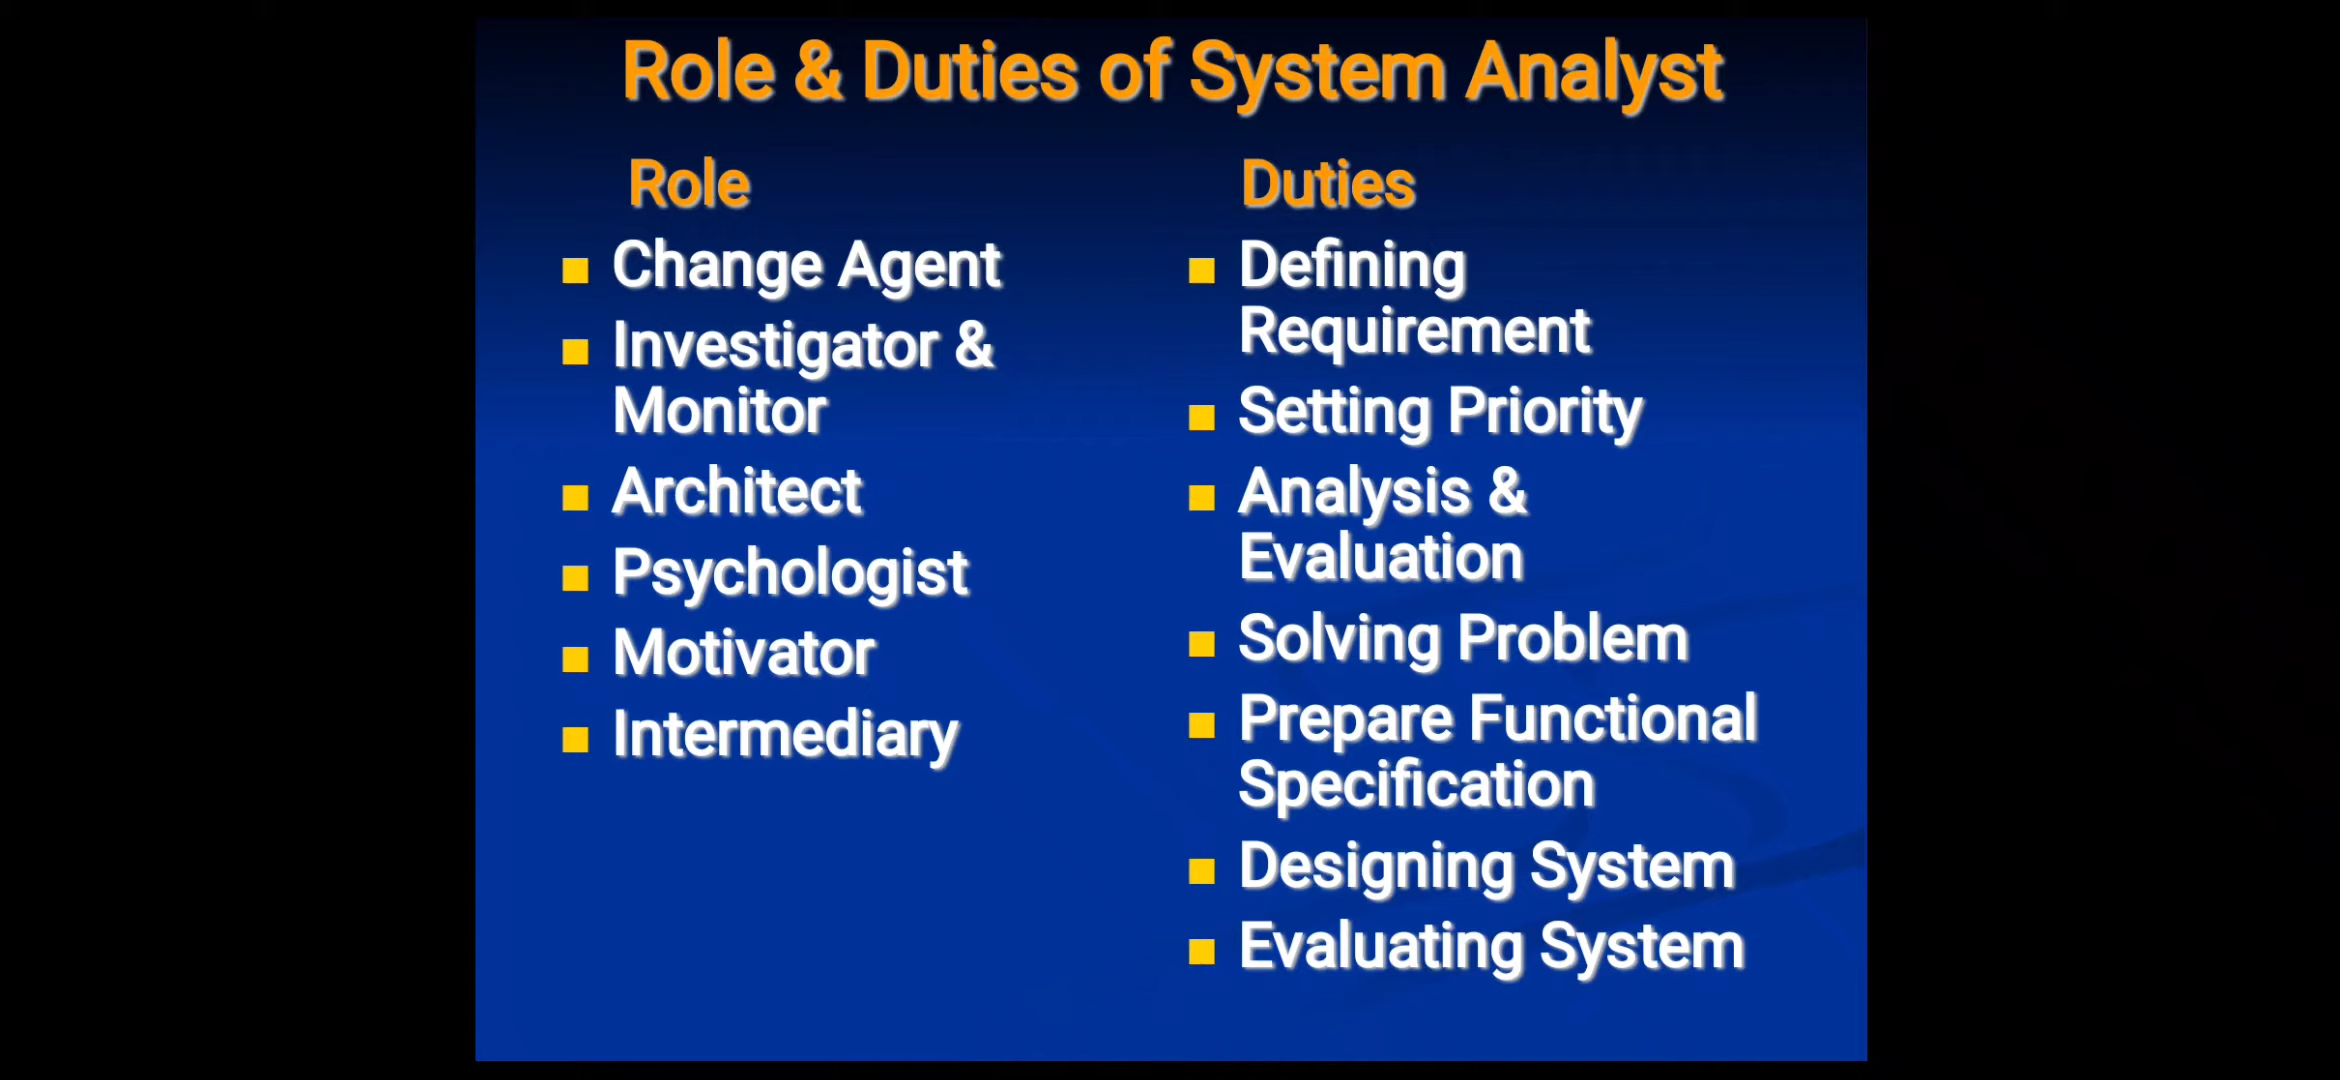 Role & Duties of System Analyst
Role
Change Agent
Investigator &
Monitor
Architect
Psychologist
Motivator
Intermediary
Duties
Defining
Requirement
Setting Priority
Analysis &
Evaluation
Solving Problem
Prepare Functional
Specification
Designing System
Evaluating System